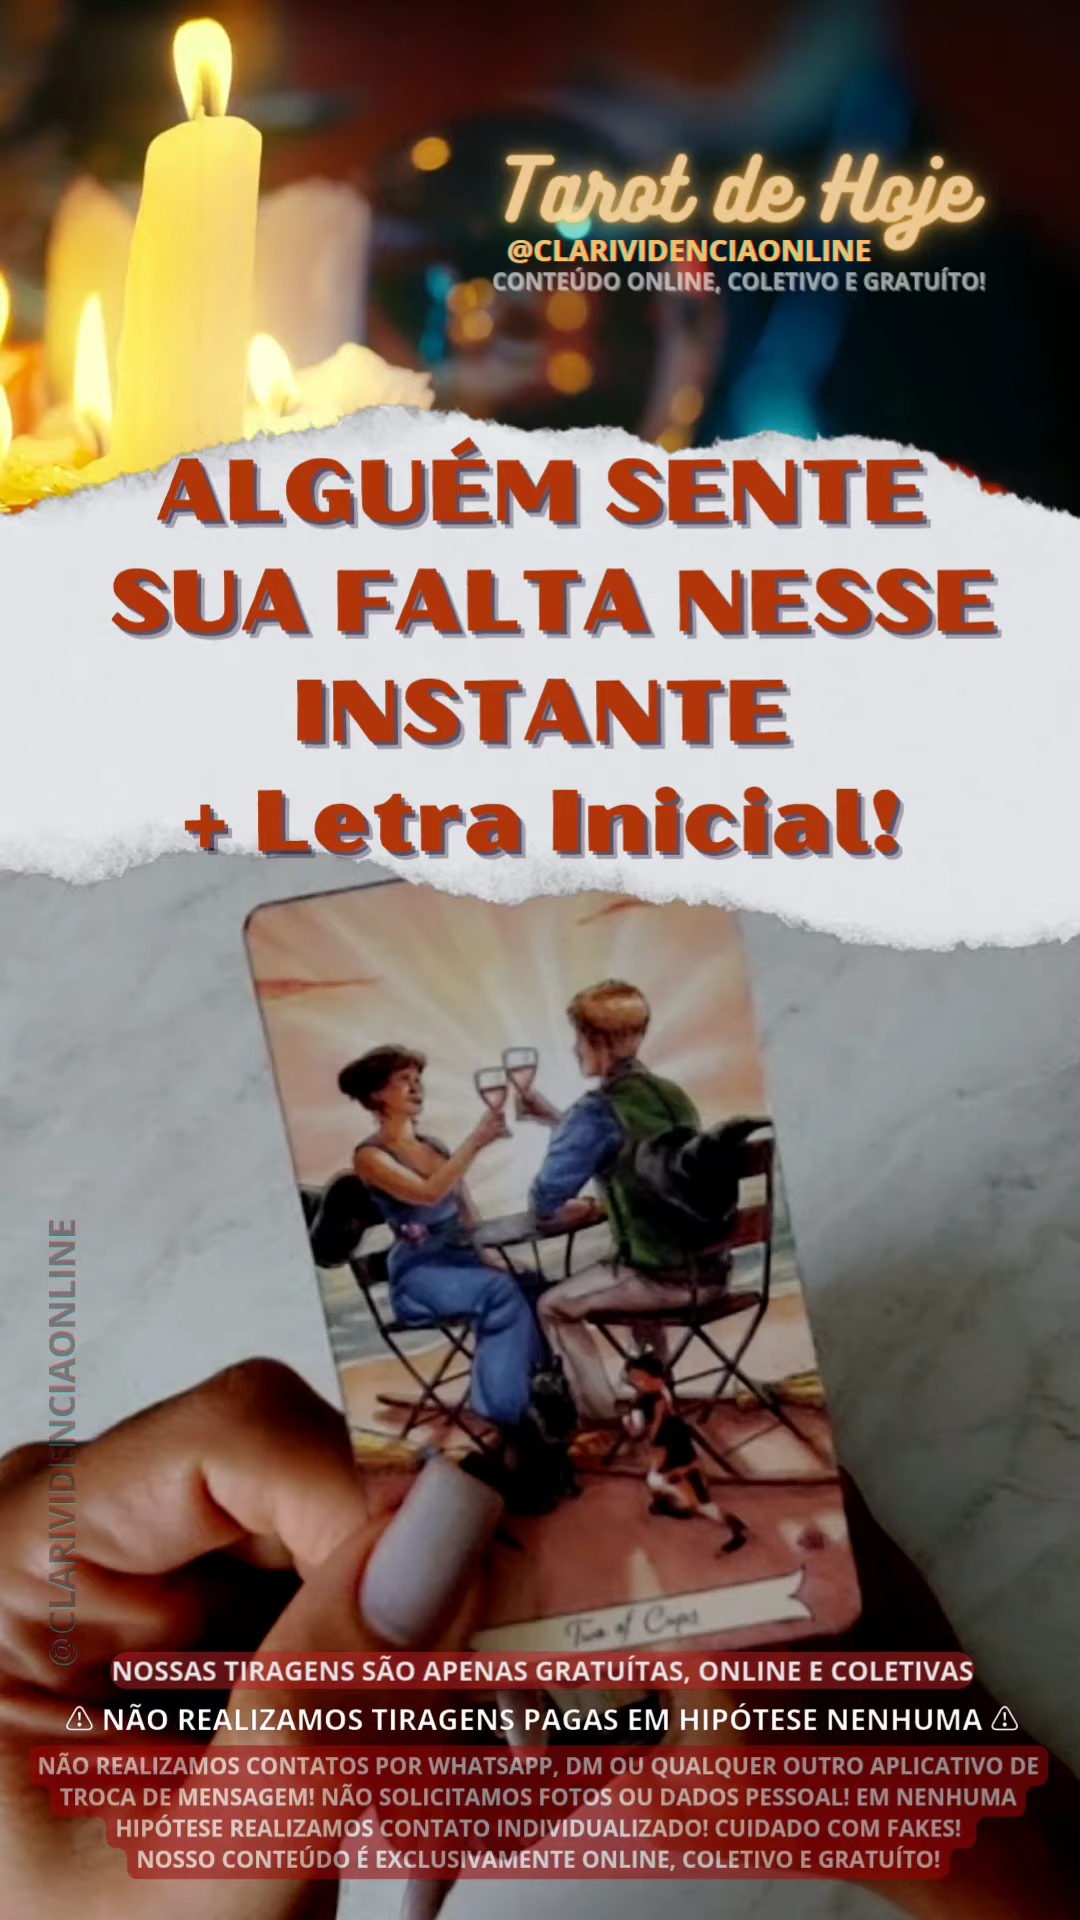 Tarot de Hoje
@CLARIVIDENCIAONLINE
CONTEÚDO ONLINE, COLETIVO E GRATUÍTO!
ALGUÉM SENTE
SUA FALTA NESSE
INSTANTE
+ Letra Inicial!
@CLARIVIDENCIAONLINE
Two of Cups
NOSSAS TIRAGENS SÃO APENAS GRATUÍTAS, ONLINE E COLETIVAS
⚠ NÃO REALIZAMOS TIRAGENS PAGAS EM HIPÓTESE NENHUMA ⚠
NÃO REALIZAMOS CONTATOS POR WHATSAPP, DM OU QUALQUER OUTRO APLICATIVO DE
TROCA DE MENSAGEM! NÃO SOLICITAMOS FOTOS OU DADOS PESSOAL! EM NENHUMA
HIPÓTESE REALIZAMOS CONTATO INDIVIDUALIZADO! CUIDADO COM FAKES!
NOSSO CONTEÚDO É EXCLUSIVAMENTE ONLINE, COLETIVO E GRATUÍTO!